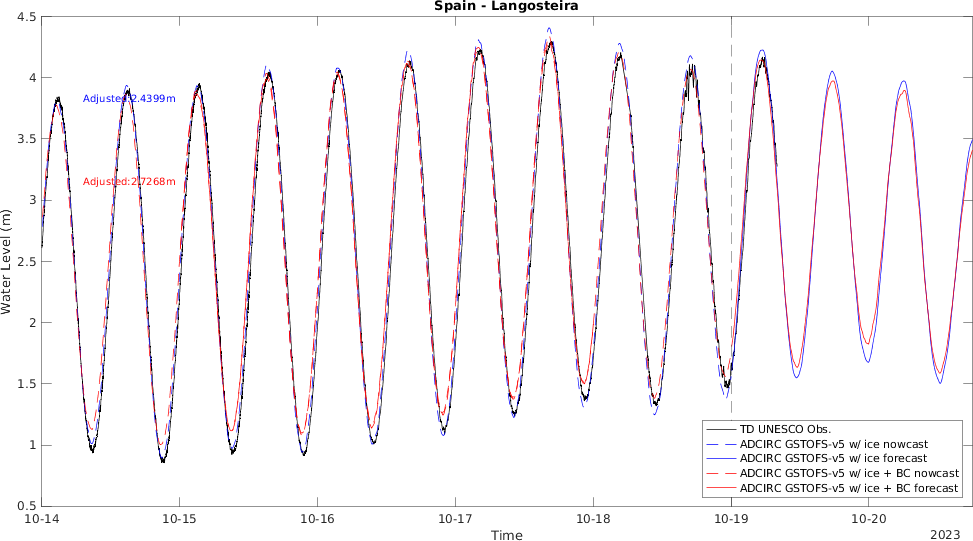 Spain - Langosteira
4.5
4
3.5
3
2.5
2
1.5
1
0.5
Water Level (m)
Adjusted:2.4399m
Adjusted:2.7268m
TD UNESCO Obs.
ADCIRC GSTOFS-v5 w/ ice nowcast
ADCIRC GSTOFS-v5 w/ ice forecast
ADCIRC GSTOFS-v5 w/ ice + BC nowcast
ADCIRC GSTOFS-v5 w/ ice + BC forecast
10-14 10-15 10-16 10-17 10-18 10-19 10-20
Time
2023